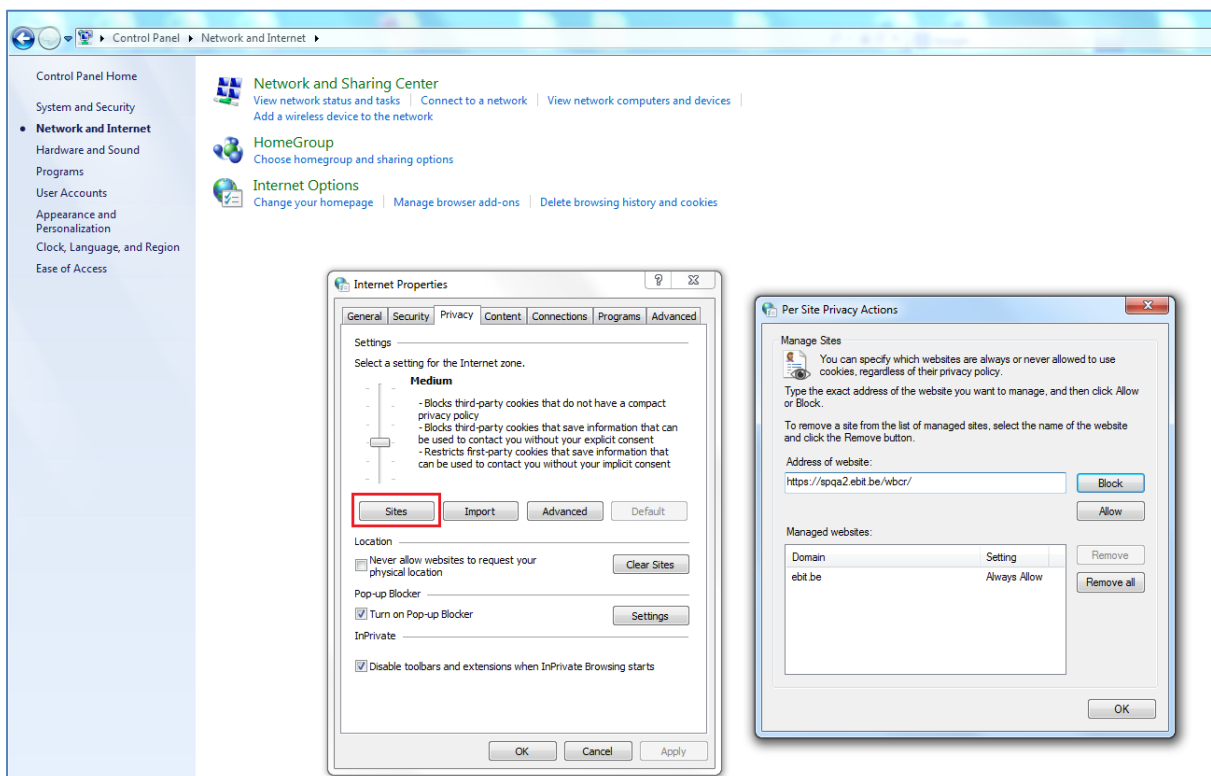 Control Panel Network and Internet
Control Panel Home
System and Security
Network and Internet
Hardware and Sound
Programs
User Accounts
Appearance and
Personalization
Clock, Language, and Region
Ease of Access
Network and Sharing Center
View network status and tasks Connect to a network View network computers and devices
Add a wireless device to the network
HomeGroup
Choose homegroup and sharing options
Internet Options
Change your homepage Manage browser add-ons Delete browsing history and cookies
Internet Properties
General Security Privacy Content Connections Programs Advanced
Settings
Select a setting for the Internet zone.
Medium
- Blocks third-party cookies that do not have a compact
privacy policy
- Blocks third-party cookies that save information that can
be used to contact you without your explicit consent
- Restricts first-party cookies that save information that
can be used to contact you without your implicit consent
Sites Import Advanced Default
Location
Never allow websites to request your
physical location
Clear Sites
Pop-up Blocker
Turn on Pop-up Blocker Settings
InPrivate
Disable toolbars and extensions when InPrivate Browsing starts
OK Cancel Apply
Per Site Privacy Actions
Manage Sites
You can specify which websites are always or never allowed to use
cookies, regardless of their privacy policy.
Type the exact address of the website you want to manage, and then click Allow
or Block.
To remove a site from the list of managed sites, select the name of the website
and click the Remove button.
Address of website:
https://spqa2.ebit.be/wbcr/ Block
Allow
Managed websites:
Domain Setting Remove
ebit.be Always Allow Remove all
OK